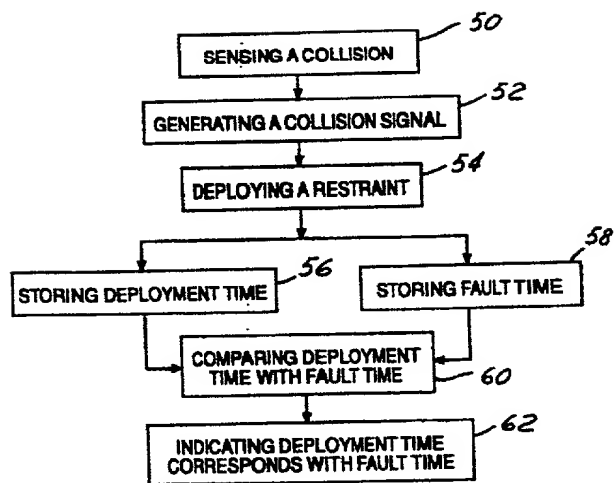 50
SENSING A COLLISION
52
GENERATING A COLLISION SIGNAL
54
DEPLOYING A RESTRAINT
56
58
STORING DEPLOYMENT TIME
STORING FAULT TIME
COMPARING DEPLOYMENT
TIME WITH FAULT TIME
60
62
INDICATING DEPLOYMENT TIME
CORRESPONDS WITH FAULT TIME